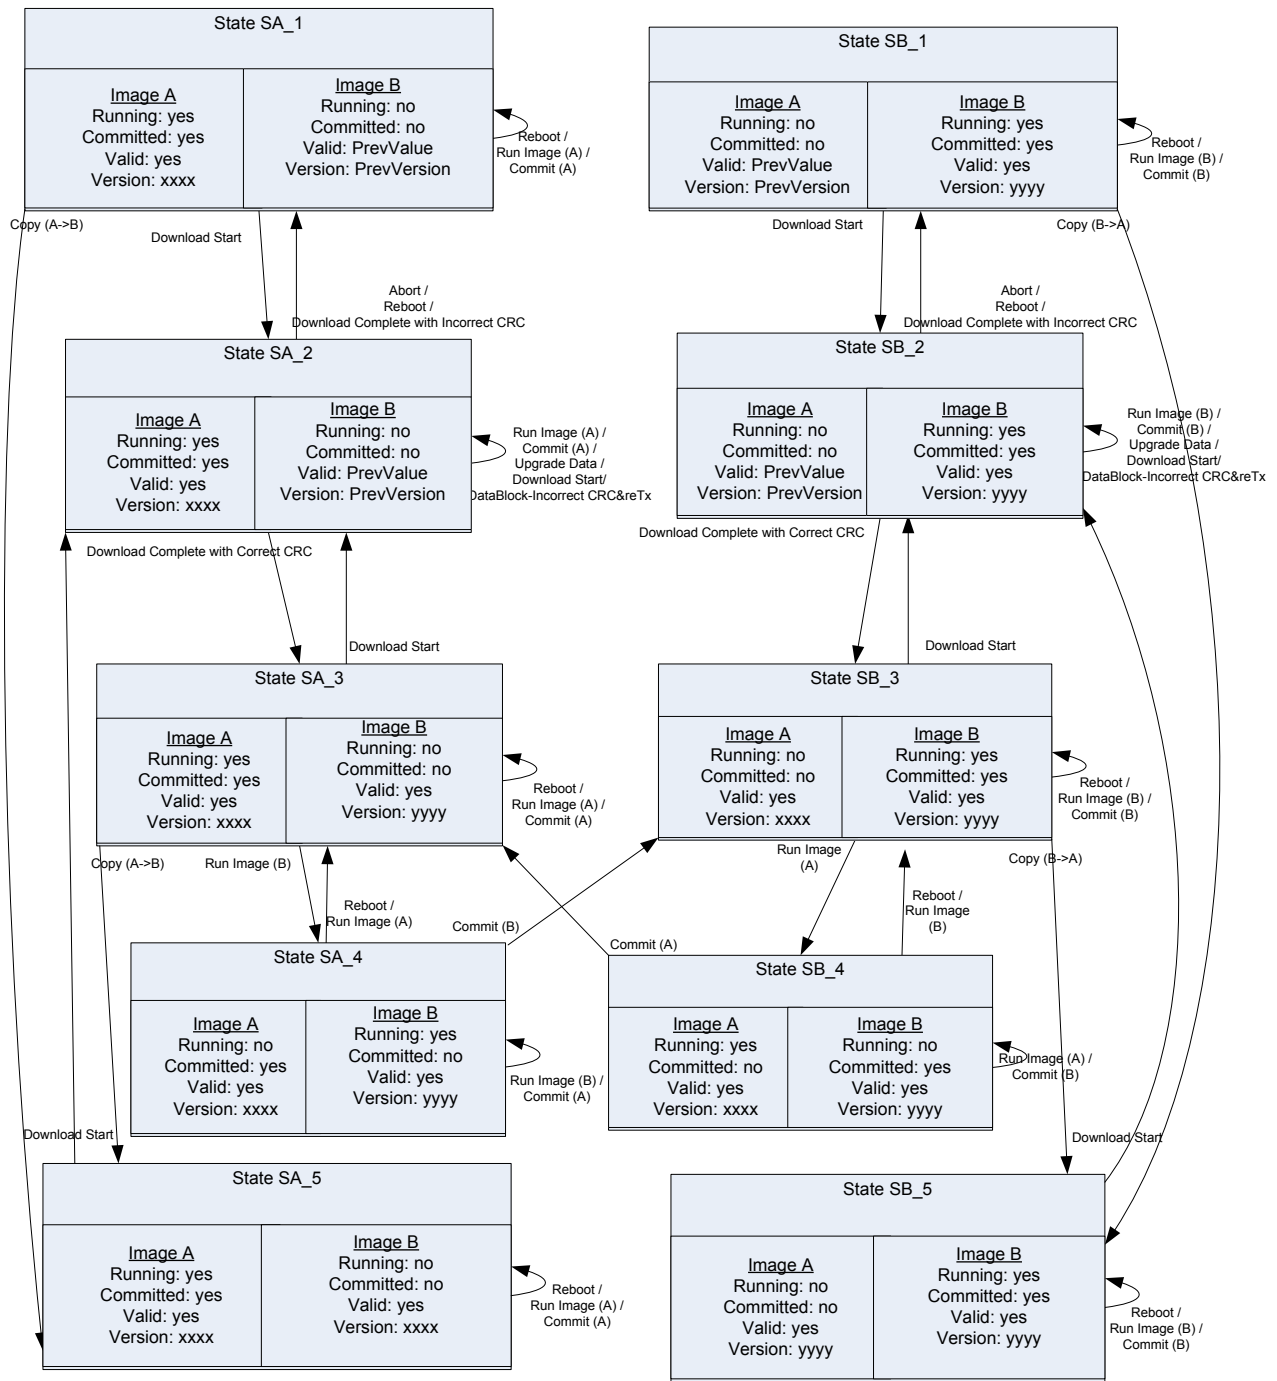 State SA_1
Image A
Running: yes
Committed: yes
Valid: yes
Version: xxxx
Image B
Running: no
Committed: no
Valid: PrevValue
Version: PrevVersion
Reboot /
Run Image (A) /
Commit (A)
State SB_1
Image A
Running: no
Committed: no
Valid: PrevValue
Version: PrevVersion
Image B
Running: yes
Committed: yes
Valid: yes
Version: yyyy
Reboot /
Run Image (B) /
Commit (B)
Copy (A->B)
Download Start
Abort /
Reboot /
Download Complete with Incorrect CRC
Download Start
Copy (B->A)
Abort /
Reboot /
Download Complete with Incorrect CRC
State SA_2
Image A
Running: yes
Committed: yes
Valid: yes
Version: xxxx
Image B
Running: no
Committed: no
Valid: PrevValue
Version: PrevVersion
Run Image (A) /
Commit (A) /
Upgrade Data /
Download Start/
DataBlock-Incorrect CRC&reTx
State SB_2
Image A
Running: no
Committed: no
Valid: PrevValue
Version: PrevVersion
Image B
Running: yes
Committed: yes
Valid: yes
Version: yyyy
Run Image (B) /
Commit (B) /
Upgrade Data /
Download Start/
DataBlock-Incorrect CRC&reTx
Download Complete with Correct CRC
Download Start
Download Complete with Correct CRC
Download Start
State SA_3
Image A
Running: yes
Committed: yes
Valid: yes
Version: xxxx
Image B
Running: no
Committed: no
Valid: yes
Version: yyyy
Reboot /
Run Image (A) /
Commit (A)
State SB_3
Image A
Running: no
Committed: no
Valid: yes
Version: xxxx
Image B
Running: yes
Committed: yes
Valid: yes
Version: yyyy
Reboot /
Run Image (B) /
Commit (B)
Copy (A->B)
Run Image (B)
Reboot /
Run Image (A)
Commit (B)
Run Image
(A)
Copy (B->A)
Reboot /
Run Image
(B)
Commit (A)
State SA_4
Image A
Running: no
Committed: yes
Valid: yes
Version: xxxx
Image B
Running: yes
Committed: no
Valid: yes
Version: yyyy
Run Image (B) /
Commit (A)
State SB_4
Image A
Running: yes
Committed: no
Valid: yes
Version: xxxx
Image B
Running: no
Committed: yes
Valid: yes
Version: yyyy
Run Image (A) /
Commit (B)
Download Start
Download Start
State SA_5
Image A
Running: yes
Committed: yes
Valid: yes
Version: xxxx
Image B
Running: no
Committed: no
Valid: yes
Version: xxxx
Reboot /
Run Image (A) /
Commit (A)
State SB_5
Image A
Running: no
Committed: no
Valid: yes
Version: yyyy
Image B
Running: yes
Committed: yes
Valid: yes
Version: yyyy
Reboot /
Run Image (B) /
Commit (B)